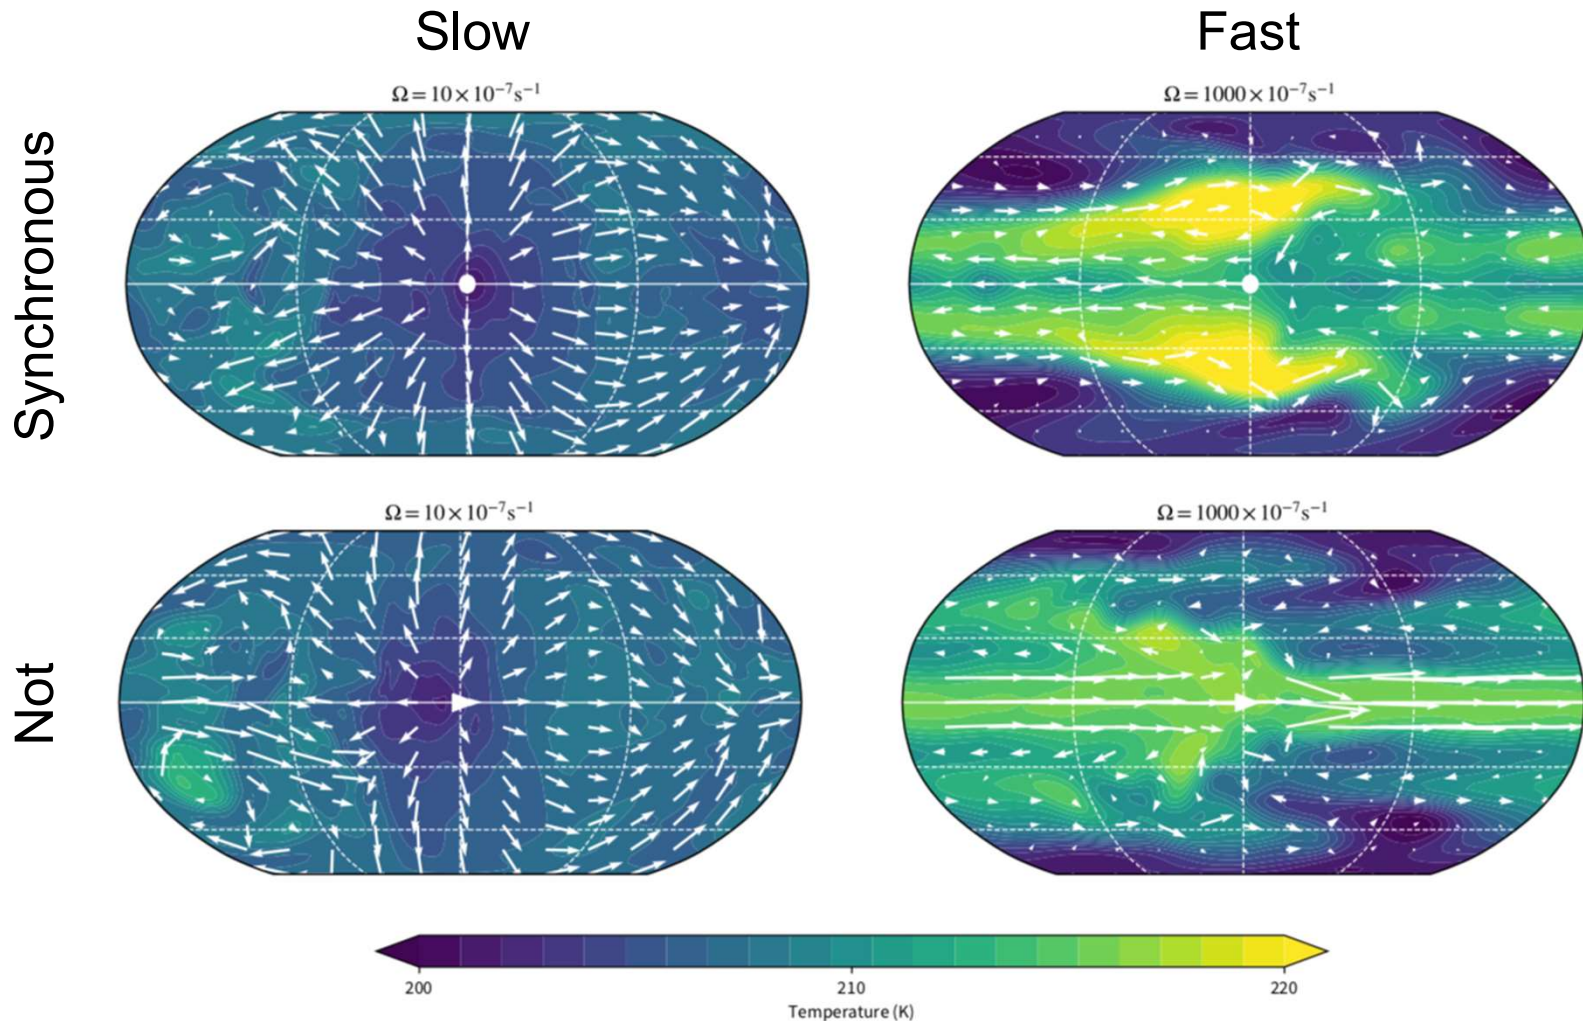 Slow
Fast
Synchronous
Ω = 10 × 10⁻⁷s⁻¹
Ω = 1000 × 10⁻⁷s⁻¹
Not
Ω = 10 × 10⁻⁷s⁻¹
Ω = 1000 × 10⁻⁷s⁻¹
200
210
220
Temperature (K)